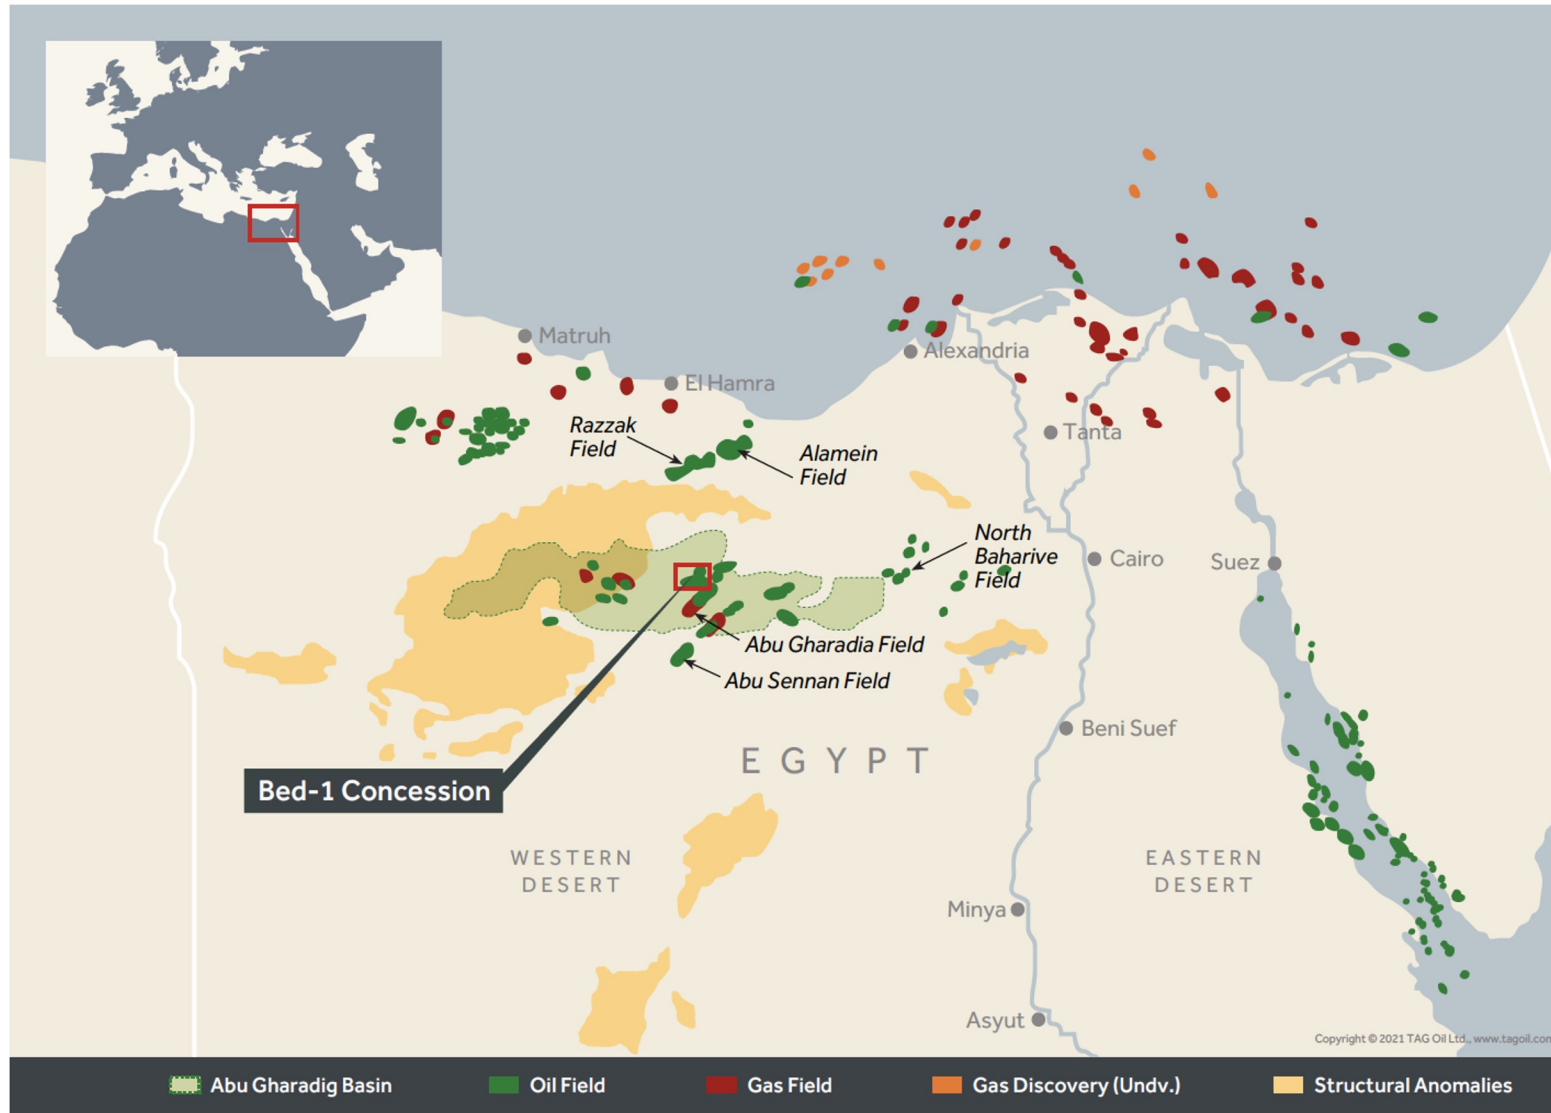 Matruh
Alexandria
El Hamra
Razzak
Field
Alamein
Field
Tanta
North
Baharive
Field
Cairo
Suez
Abu Gharadia Field
Abu Sennan Field
Beni Suef
EGYPT
Bed-1 Concession
WESTERN
DESERT
EASTERN
DESERT
Minya
Asyut
Copyright © 2021 TAG Oil Ltd., www.tagoil.com
Abu Gharadig Basin
Oil Field
Gas Field
Gas Discovery (Undv.)
Structural Anomalies